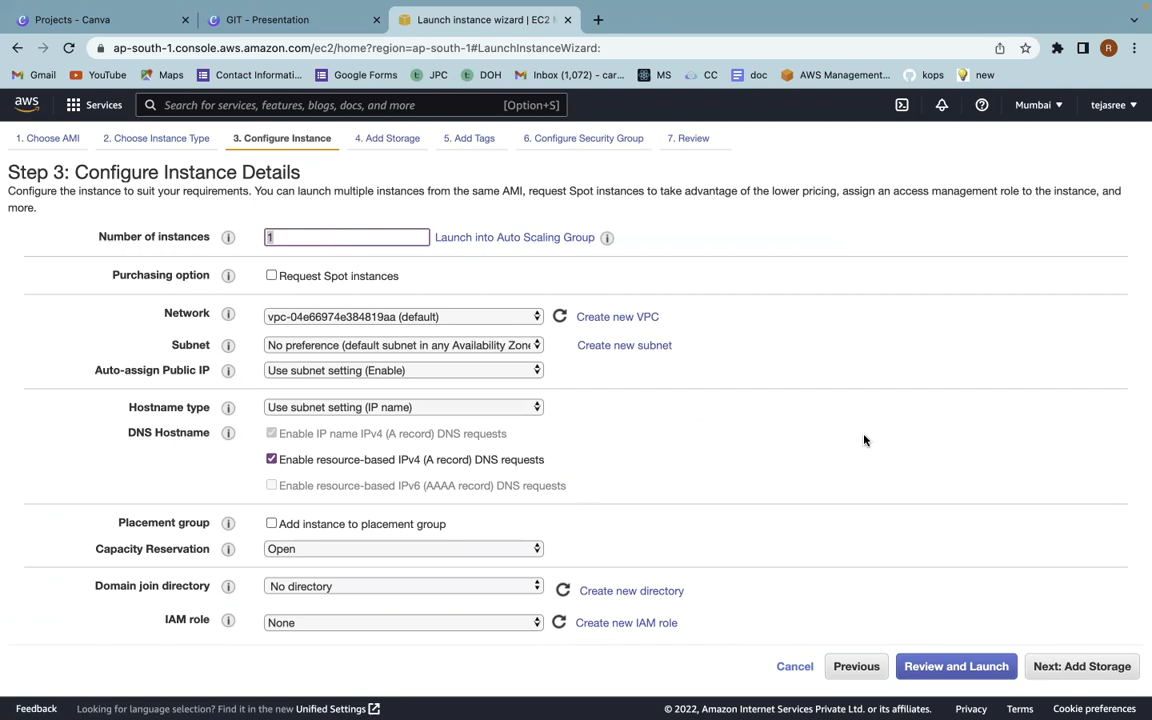 Projects - Canva
GIT - Presentation
Launch instance wizard | EC2 M
ap-south-1.console.aws.amazon.com/ec2/home?region=ap-south-1#LaunchInstanceWizard:
R
Gmail YouTube Maps Contact Informati... Google Forms JPC DOH Inbox (1,072) - car... MS CC doc AWS Management... kops new
aws Services Search for services, features, blogs, docs, and more [Option+S] Mumbai tejasree
1. Choose AMI 2. Choose Instance Type 3. Configure Instance 4. Add Storage 5. Add Tags 6. Configure Security Group 7. Review
Step 3: Configure Instance Details
Configure the instance to suit your requirements. You can launch multiple instances from the same AMI, request Spot instances to take advantage of the lower pricing, assign an access management role to the instance, and
more.
Number of instances 1 Launch into Auto Scaling Group
Purchasing option Request Spot instances
Network vpc-04e66974e384819aa (default) Create new VPC
Subnet No preference (default subnet in any Availability Zone Create new subnet
Auto-assign Public IP Use subnet setting (Enable)
Hostname type Use subnet setting (IP name)
DNS Hostname Enable IP name IPv4 (A record) DNS requests
Enable resource-based IPv4 (A record) DNS requests
Enable resource-based IPv6 (AAAA record) DNS requests
Placement group Add instance to placement group
Capacity Reservation Open
Domain join directory No directory Create new directory
IAM role None Create new IAM role
Cancel Previous Review and Launch Next: Add Storage
Feedback Looking for language selection? Find it in the new Unified Settings © 2022, Amazon Internet Services Private Ltd. or its affiliates. Privacy Terms Cookie preferences